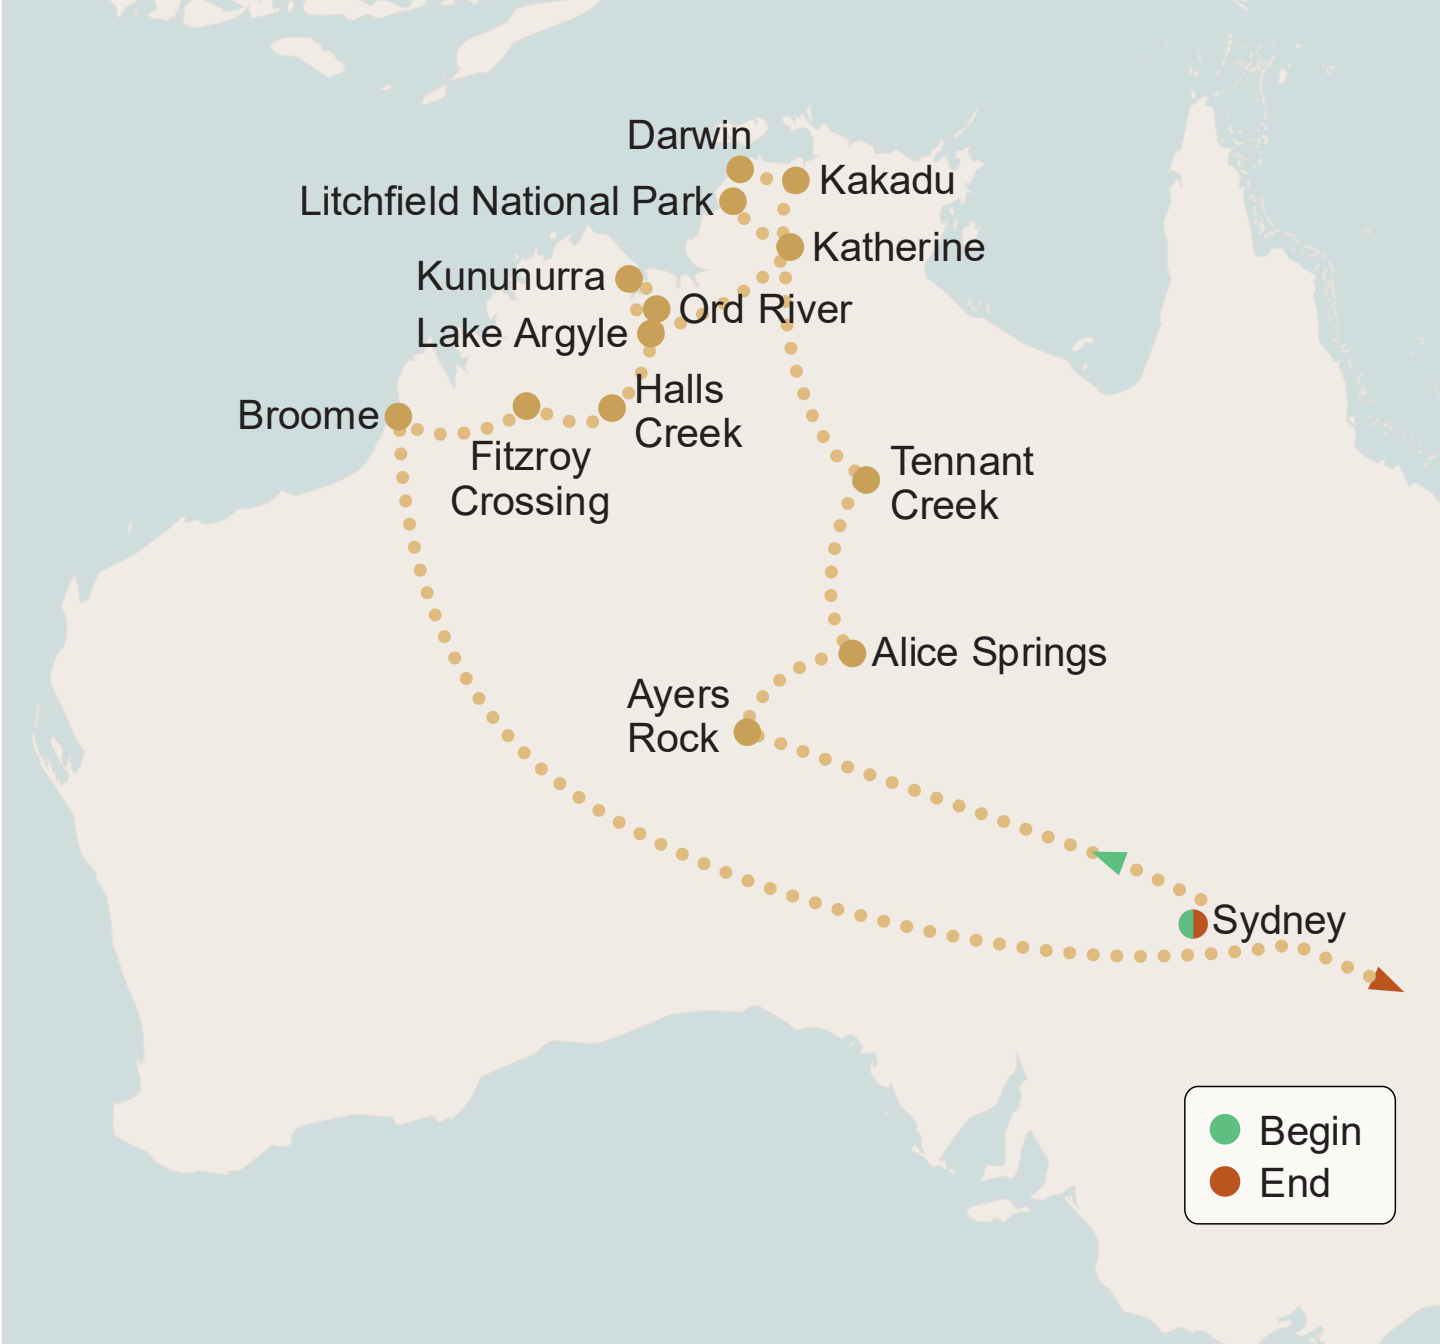 Darwin
Kakadu
Litchfield National Park
Katherine
Kununurra
Ord River
Lake Argyle
Halls
Creek
Broome
Fitzroy
Crossing
Tennant
Creek
Alice Springs
Ayers
Rock
Sydney
Begin
End